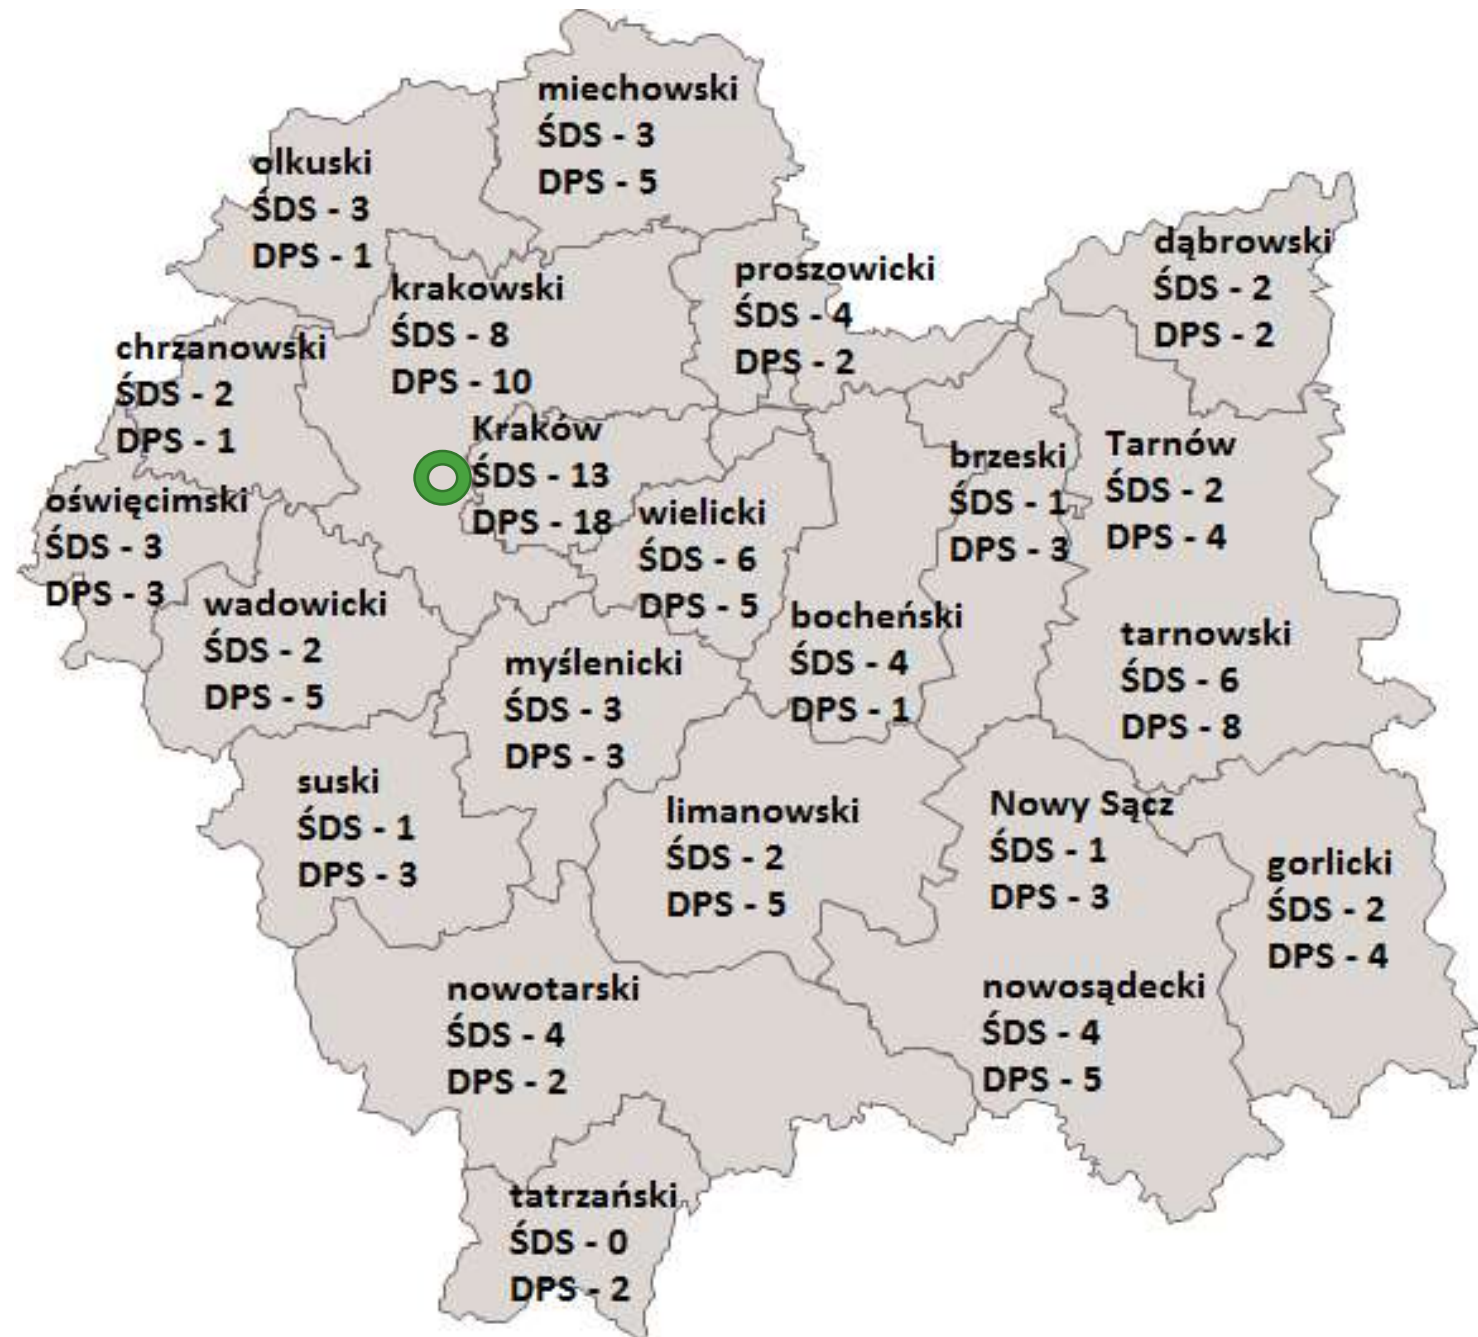 miechowski
ŚDS - 3
DPS - 5
olkuski
ŚDS - 3
DPS - 1
krakowski
ŚDS - 8
DPS - 10
proszowicki
ŚDS - 4
DPS - 2
dąbrowski
ŚDS - 2
DPS - 2
chrzanowski
ŚDS - 2
DPS - 1
Kraków
ŚDS - 13
DPS - 18
brzeski
ŚDS - 1
DPS - 3
Tarnów
ŚDS - 2
DPS - 4
oświęcimski
ŚDS - 3
DPS - 3
wielicki
ŚDS - 6
DPS - 5
wadowicki
ŚDS - 2
DPS - 5
bocheński
ŚDS - 4
DPS - 1
tarnowski
ŚDS - 6
DPS - 8
myślenicki
ŚDS - 3
DPS - 3
suski
ŚDS - 1
DPS - 3
limanowski
ŚDS - 2
DPS - 5
Nowy Sącz
ŚDS - 1
DPS - 3
gorlicki
ŚDS - 2
DPS - 4
nowotarski
ŚDS - 4
DPS - 2
nowosądecki
ŚDS - 4
DPS - 5
tatrzański
ŚDS - 0
DPS - 2